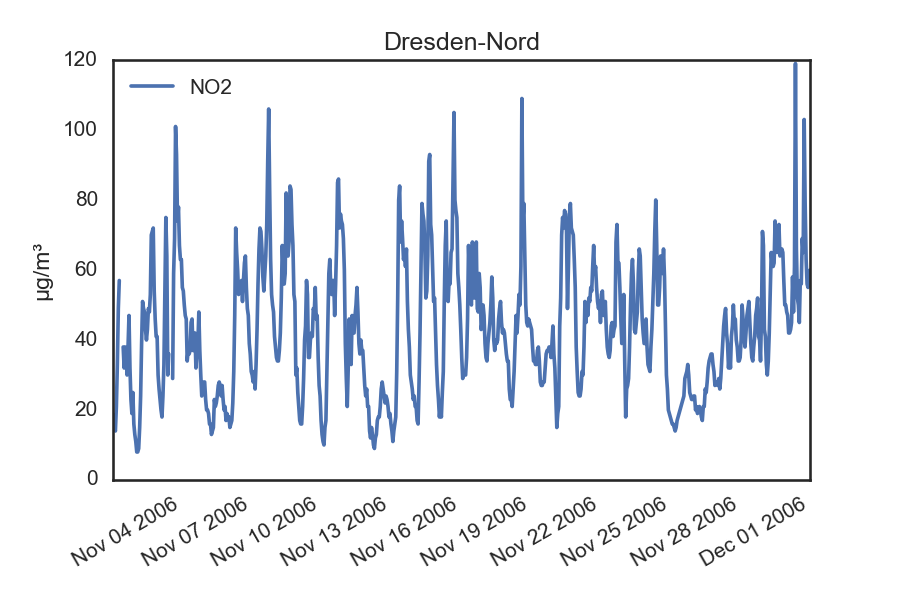 Dresden-Nord
NO2
µg/m³
120
100
80
60
40
20
0
Nov 04 2006
Nov 07 2006
Nov 10 2006
Nov 13 2006
Nov 16 2006
Nov 19 2006
Nov 22 2006
Nov 25 2006
Nov 28 2006
Dec 01 2006